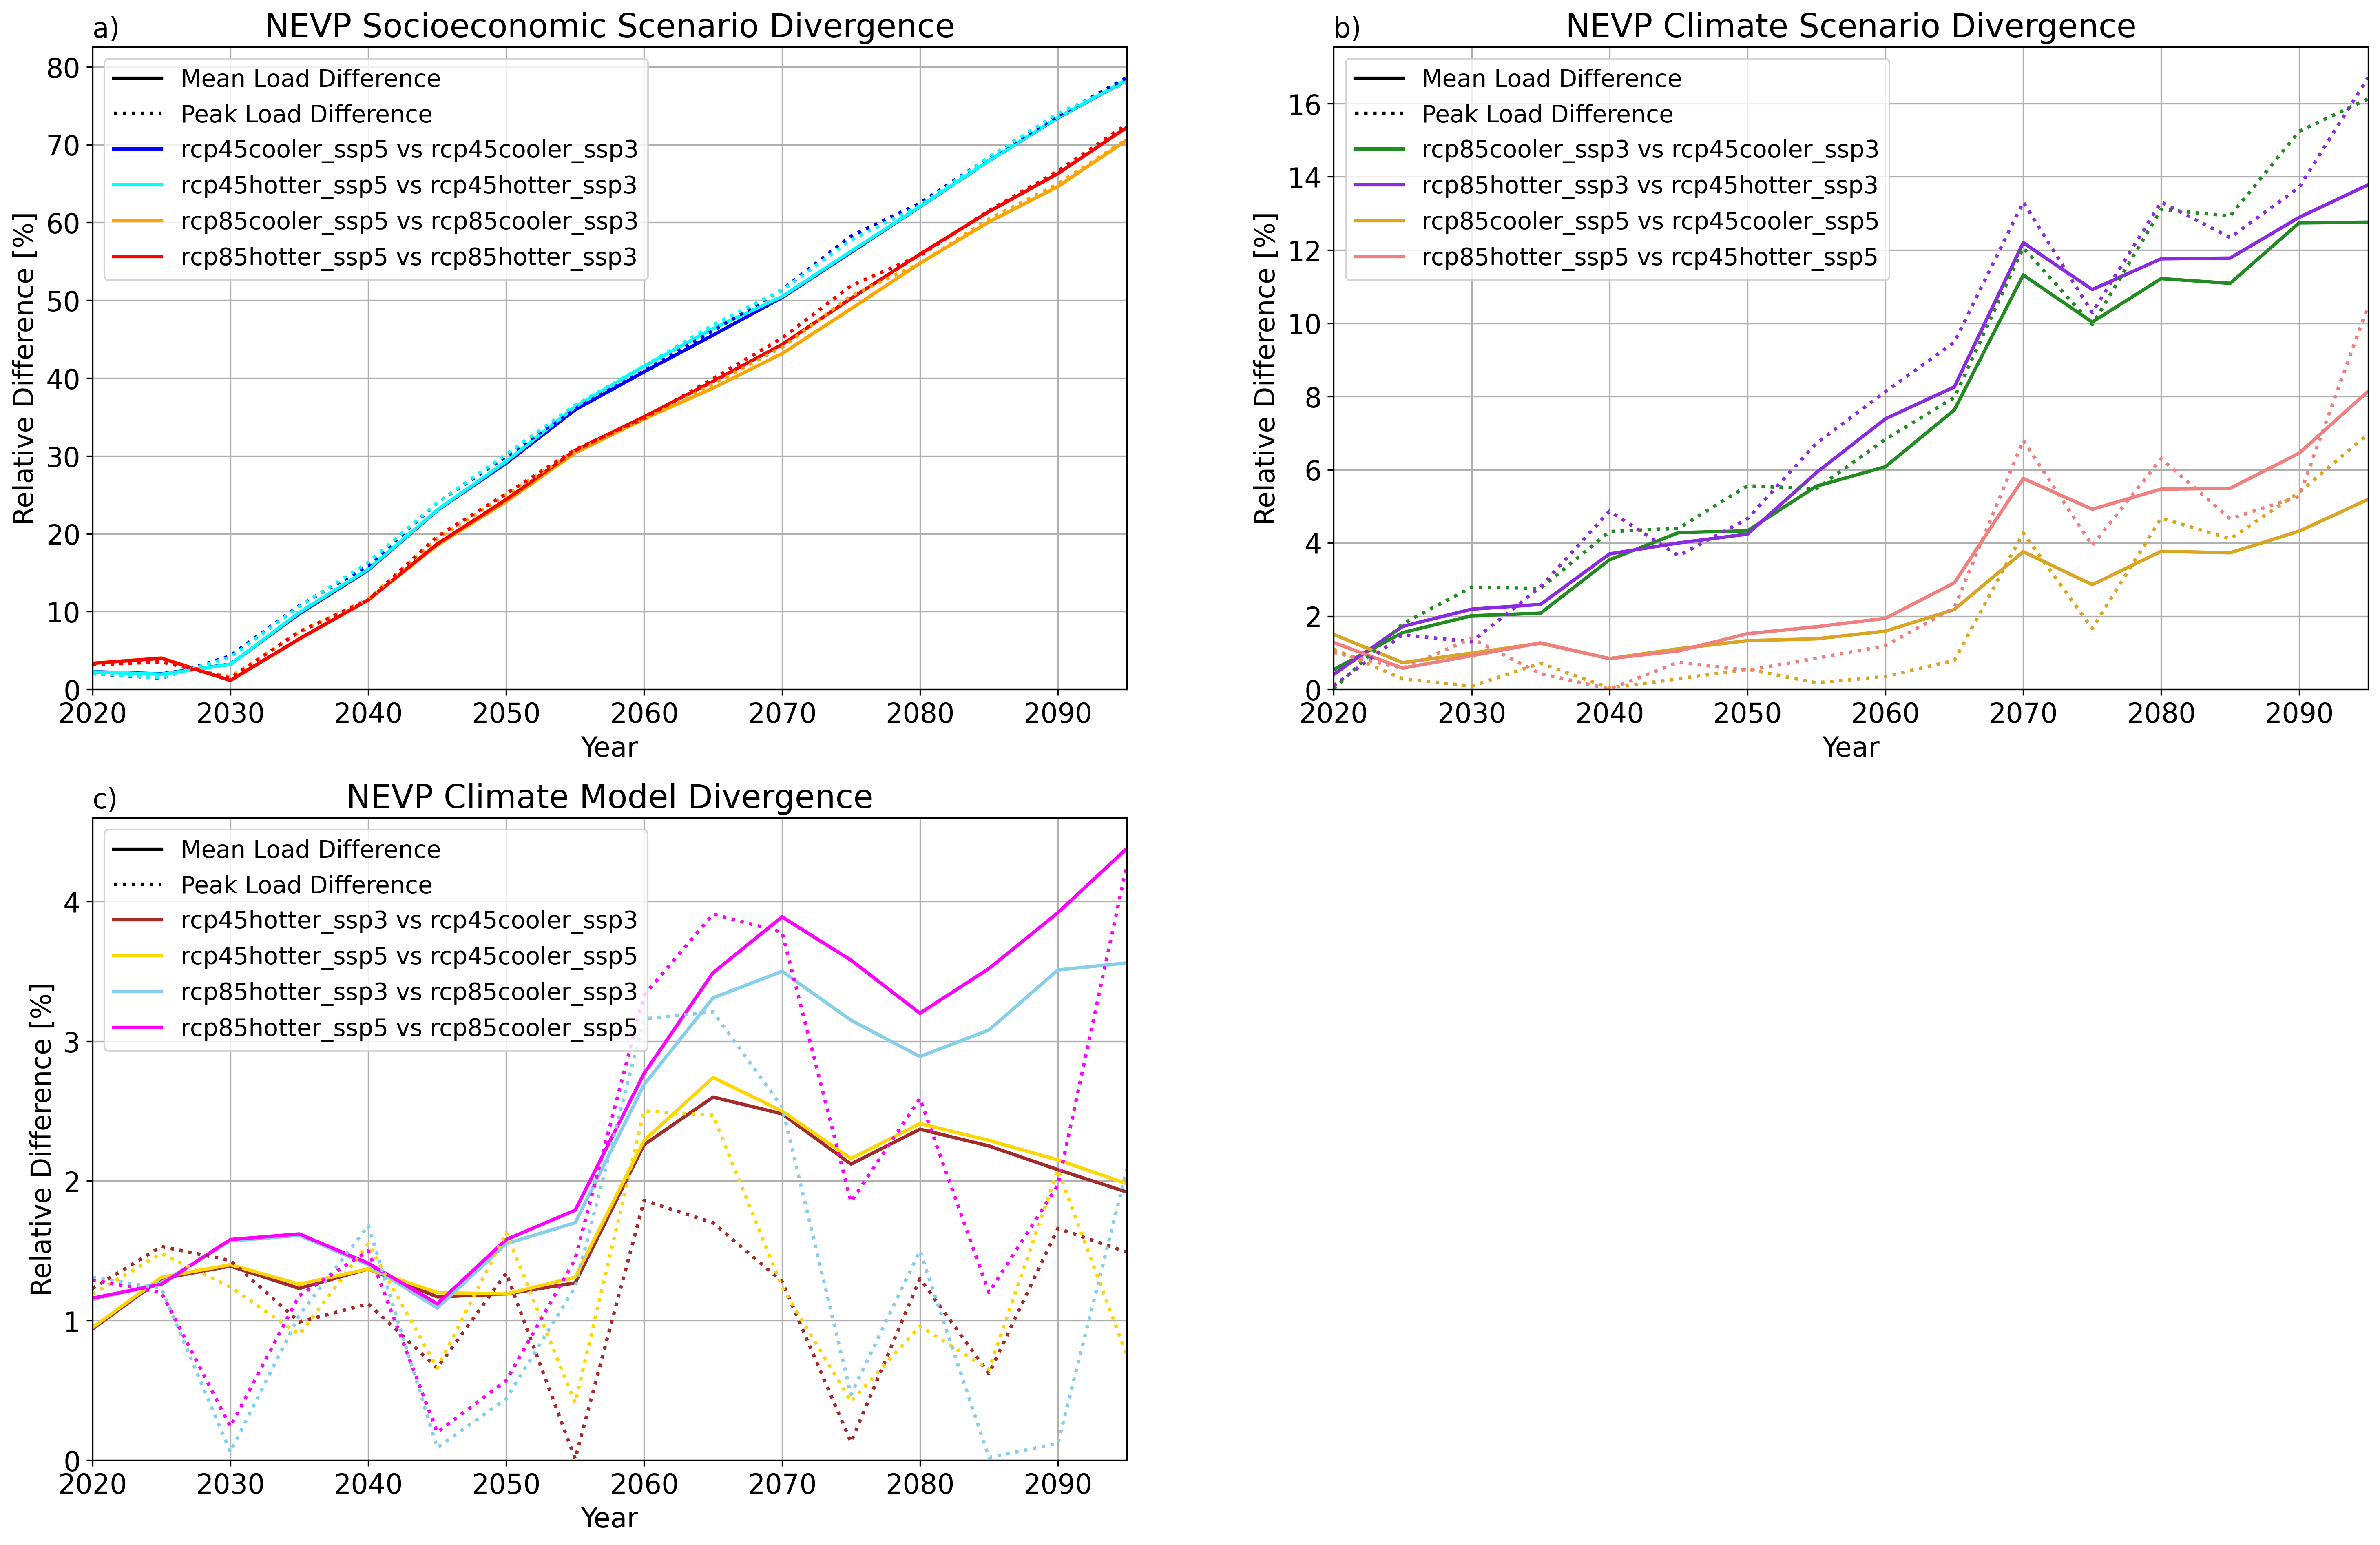 a)
NEVP Socioeconomic Scenario Divergence
Mean Load Difference
Peak Load Difference
rcp45cooler_ssp5 vs rcp45cooler_ssp3
rcp45hotter_ssp5 vs rcp45hotter_ssp3
rcp85cooler_ssp5 vs rcp85cooler_ssp3
rcp85hotter_ssp5 vs rcp85hotter_ssp3
Relative Difference [%]
80
70
60
50
40
30
20
10
0
2020 2030 2040 2050 2060 2070 2080 2090
Year
b)
NEVP Climate Scenario Divergence
Mean Load Difference
Peak Load Difference
rcp85cooler_ssp3 vs rcp45cooler_ssp3
rcp85hotter_ssp3 vs rcp45hotter_ssp3
rcp85cooler_ssp5 vs rcp45cooler_ssp5
rcp85hotter_ssp5 vs rcp45hotter_ssp5
Relative Difference [%]
16
14
12
10
8
6
4
2
0
2020 2030 2040 2050 2060 2070 2080 2090
Year
c)
NEVP Climate Model Divergence
Mean Load Difference
Peak Load Difference
rcp45hotter_ssp3 vs rcp45cooler_ssp3
rcp45hotter_ssp5 vs rcp45cooler_ssp5
rcp85hotter_ssp3 vs rcp85cooler_ssp3
rcp85hotter_ssp5 vs rcp85cooler_ssp5
Relative Difference [%]
4
3
2
1
0
2020 2030 2040 2050 2060 2070 2080 2090
Year